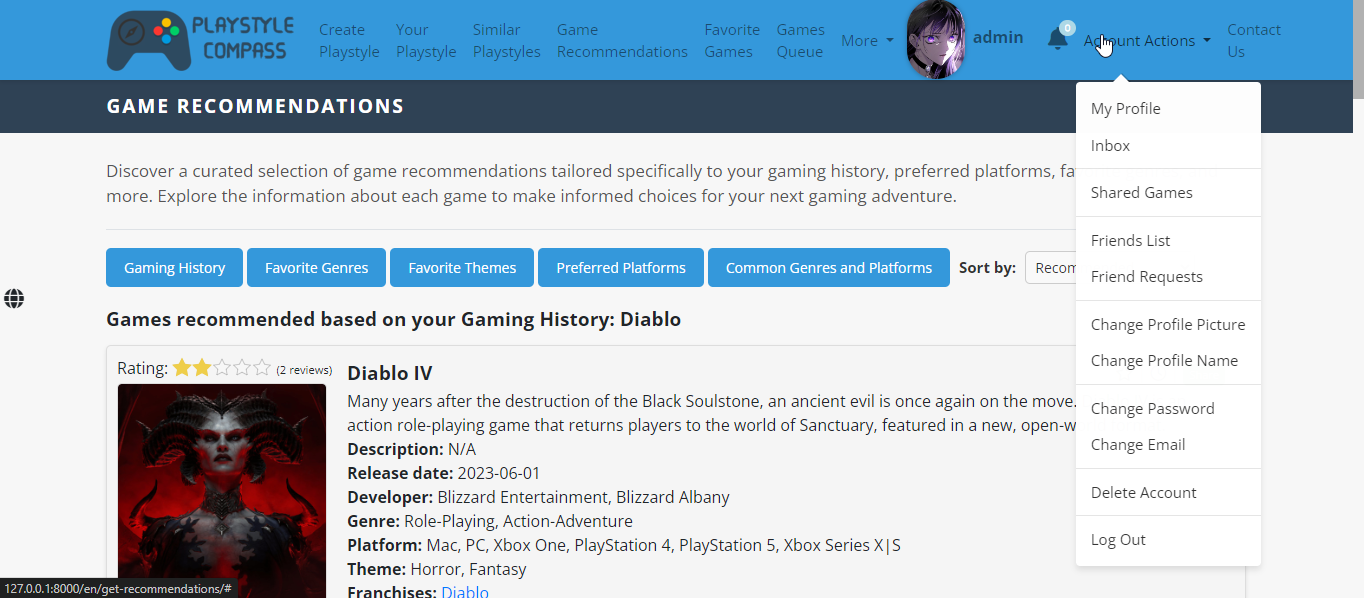 PLAYSTYLE
COMPASS
Create
Playstyle
Your
Playstyle
Similar
Playstyles
Game
Recommendations
Favorite
Games
Games
Queue
More
admin
0
Account Actions
Contact
Us
GAME RECOMMENDATIONS
My Profile
Inbox
Shared Games
Friends List
Friend Requests
Change Profile Picture
Change Profile Name
Change Password
Change Email
Delete Account
Log Out
Discover a curated selection of game recommendations tailored specifically to your gaming history, preferred platforms, fa
more. Explore the information about each game to make informed choices for your next gaming adventure.
Gaming History
Favorite Genres
Favorite Themes
Preferred Platforms
Common Genres and Platforms
Sort by:
Recom
Games recommended based on your Gaming History: Diablo
Rating: (2 reviews)
Diablo IV
Many years after the destruction of the Black Soulstone, an ancient evil is once again on the move.
action role-playing game that returns players to the world of Sanctuary, featured in a new, open-w
Description: N/A
Release date: 2023-06-01
Developer: Blizzard Entertainment, Blizzard Albany
Genre: Role-Playing, Action-Adventure
Platform: Mac, PC, Xbox One, PlayStation 4, PlayStation 5, Xbox Series X|S
Theme: Horror, Fantasy
Franchises: Diablo
127.0.0.1:8000/en/get-recommendations/#